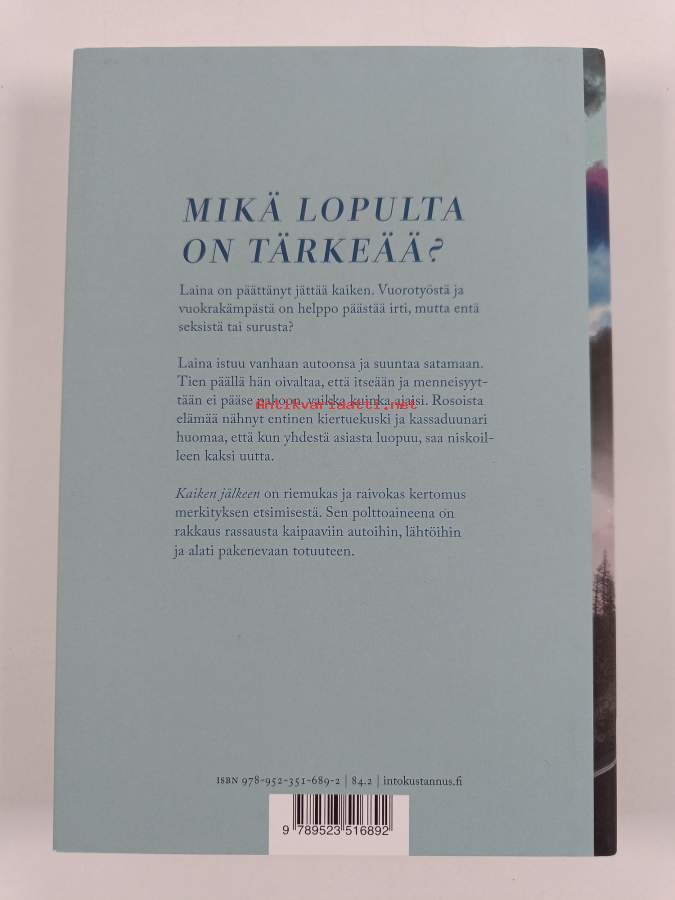 MIKÄ LOPULTA
ON TÄRKEÄÄ?
Laina on päättänyt jättää kaiken. Vuorotyöstä ja
vuokrakämpästä on helppo päästää irti, mutta entä
seksistä tai surusta?
Laina istuu vanhaan autoonsa ja suuntaa satamaan.
Tien päällä hän oivaltaa, että itseään ja menneisyyt-
tään ei pääse pakoon, vaikka kuinka ajaisi. Rosoista
Antikvariaatti.net
elämää nähnyt entinen kiertuekuski ja kassaduunari
huomaa, että kun yhdestä asiasta luopuu, saa niskoil-
leen kaksi uutta.
Kaiken jälkeen on riemukas ja raivokas kertomus
merkityksen etsimisestä. Sen polttoaineena on
rakkaus rassausta kaipaaviin autoihin, lähtöihin
ja alati pakenevaan totuuteen.
ISBN 978-952-351-689-2 | 84.2 | intokustannus.fi
9 789523 516892